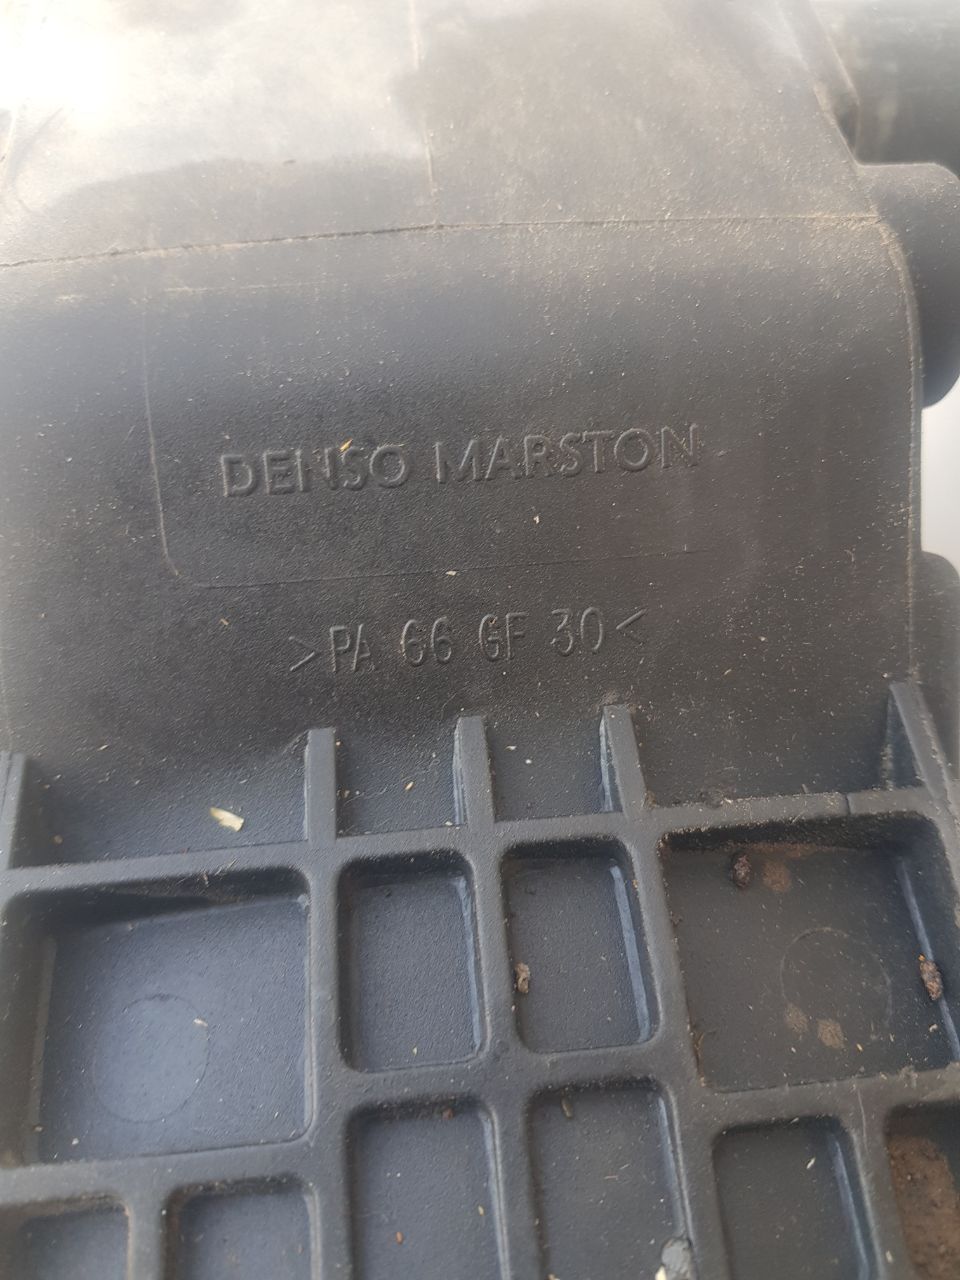 DENSO MARSTON
>PA 66 GF 30<